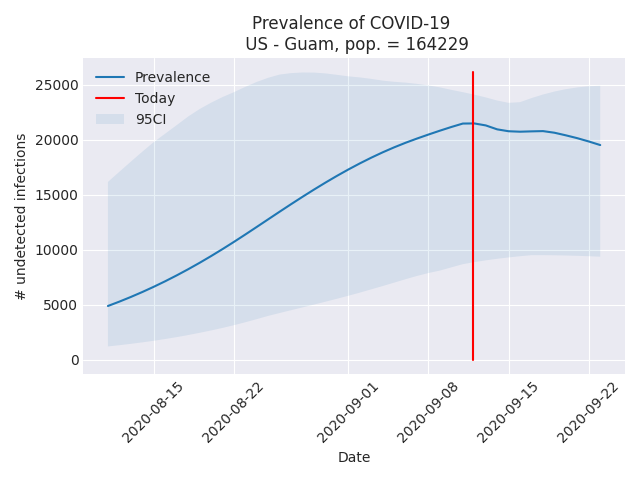 Prevalence of COVID-19
US - Guam, pop. = 164229
Prevalence
Today
95CI
# undetected infections
25000
20000
15000
10000
5000
0
2020-08-15
2020-08-22
2020-09-01
2020-09-08
2020-09-15
2020-09-22
Date